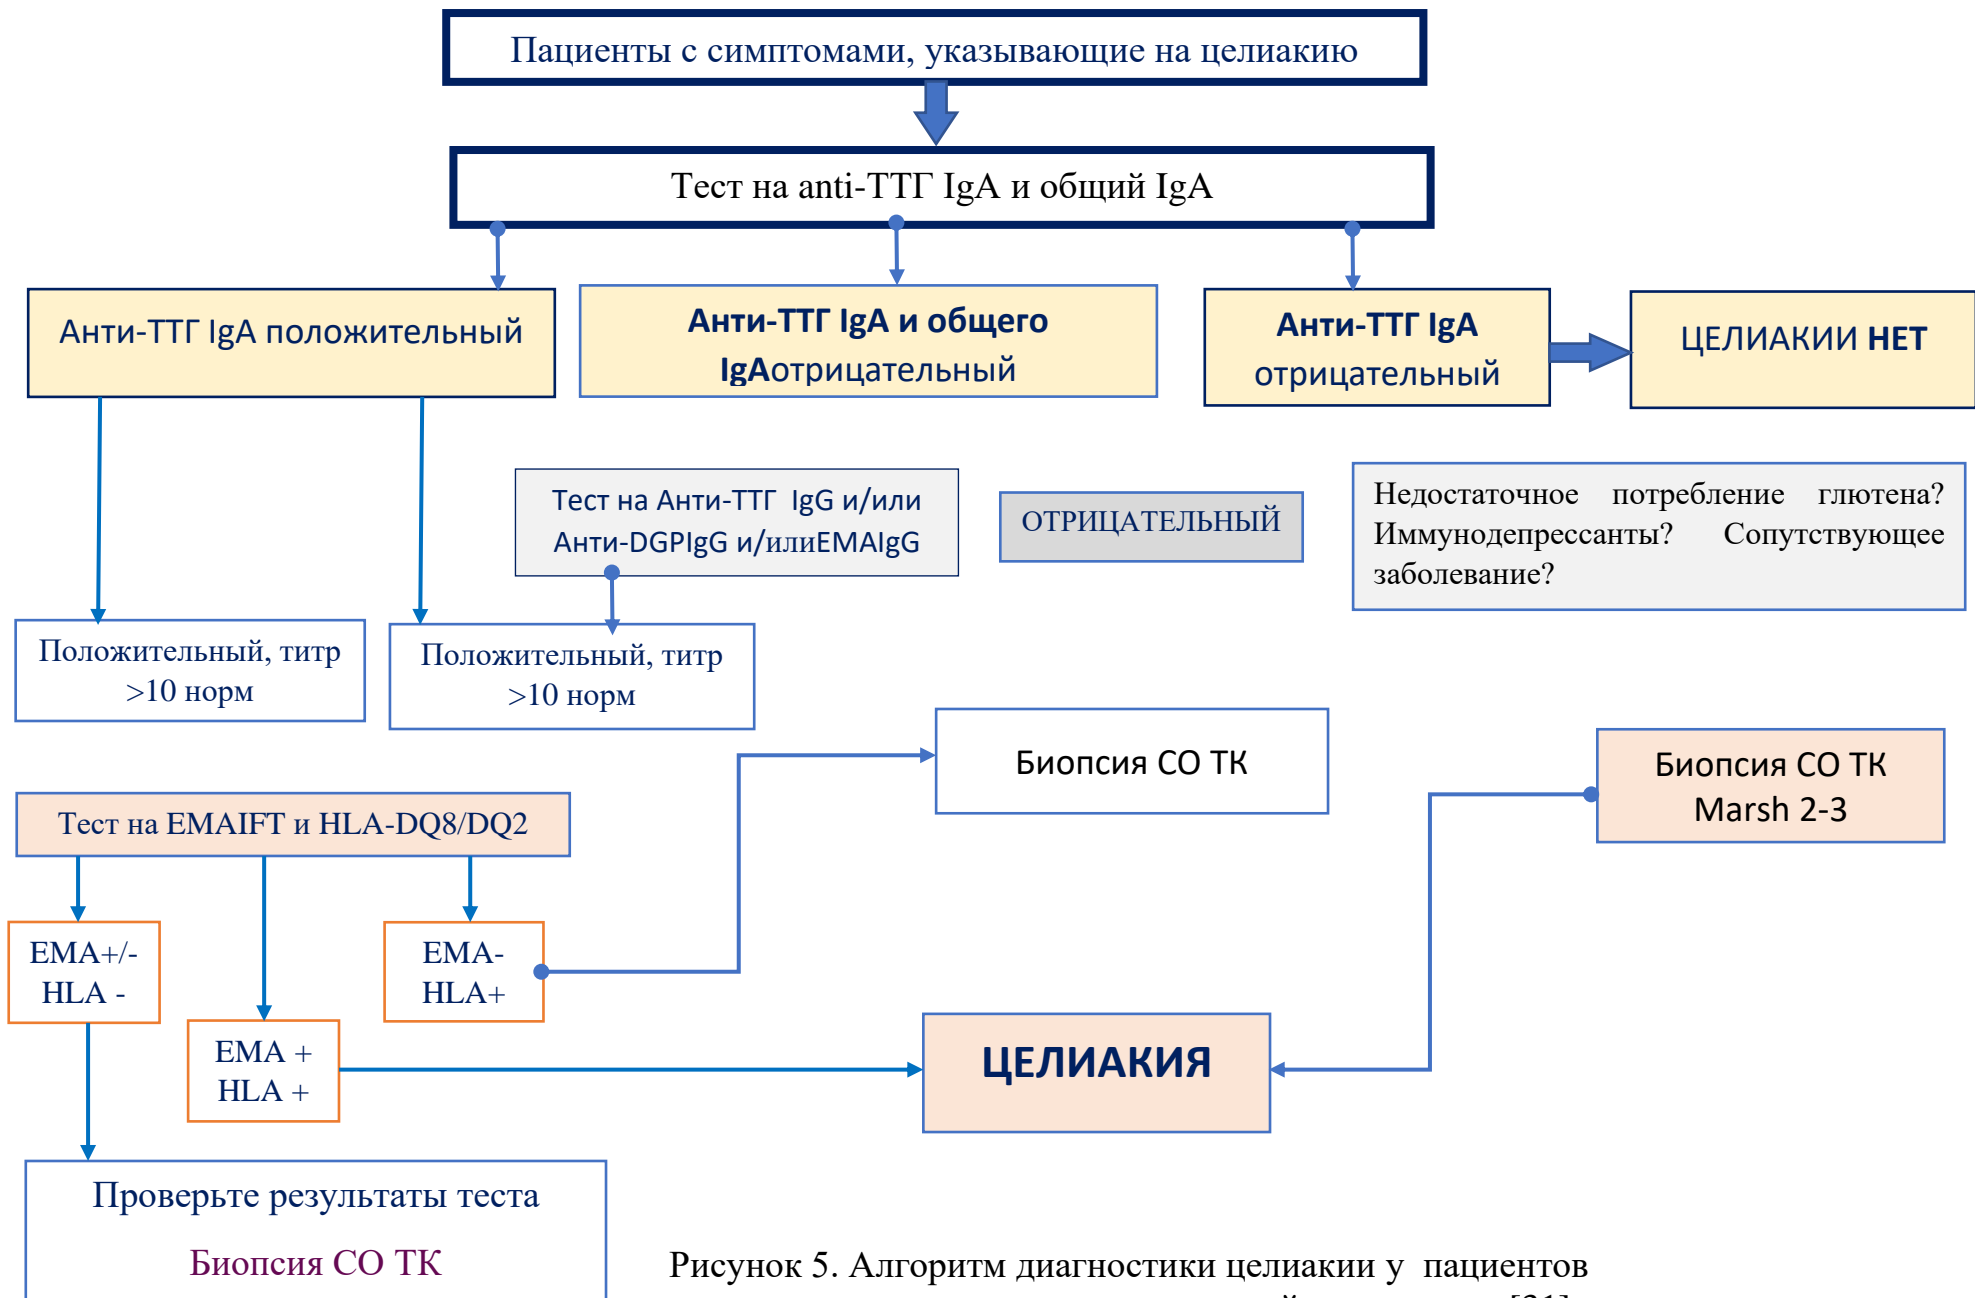 Пациенты с симптомами, указывающие на целиакию
Тест на anti-ТТГ IgA и общий IgA
Анти-ТТГ IgA положительный
Анти-ТТГ IgA и общего
IgAотрицательный
Анти-ТТГ IgA
отрицательный
ЦЕЛИАКИИ НЕТ
Тест на Анти-ТТГ IgG и/или
Анти-DGPIgG и/илиEMAIgG
ОТРИЦАТЕЛЬНЫЙ
Недостаточное потребление глютена?
Иммунодепрессанты? Сопутствующее
заболевание?
Положительный, титр
>10 норм
Положительный, титр
>10 норм
Биопсия СО ТК
Биопсия СО ТК
Marsh 2-3
Тест на EMAIFT и HLA-DQ8/DQ2
EMA+/-
HLA -
EMA-
HLA+
EMA +
HLA +
ЦЕЛИАКИЯ
Проверьте результаты теста
Биопсия СО ТК
Рисунок 5. Алгоритм диагностики целиакии у пациентов